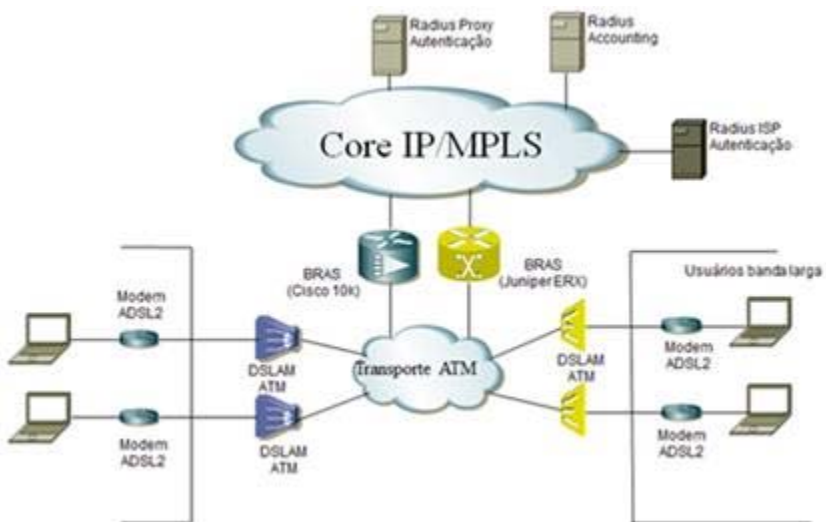 Radius Proxy
Autenticação
Radius
Accounting
Core IP/MPLS
Radius ISP
Autenticação
BRAS
(Cisco 10k)
BRAS
(Juniper ERX)
Usuários banda larga
Modem
ADSL2
DSLAM
ATM
Transporte ATM
DSLAM
ATM
Modem
ADSL2
Modem
ADSL2
DSLAM
ATM
Modem
ADSL2